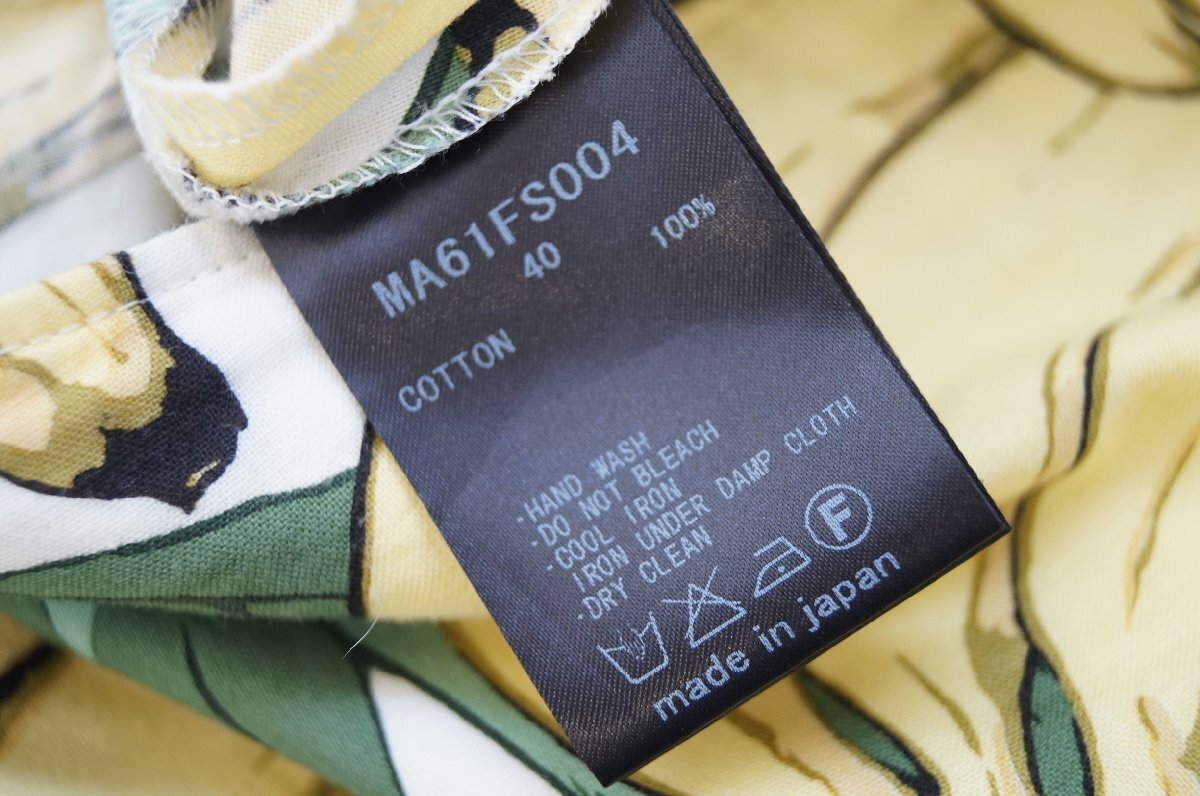 MA61FS004
40
COTTON 100%
·HAND WASH
·DO NOT BLEACH
·COOL IRON
IRON UNDER DAMP CLOTH
·DRY CLEAN
F
made in japan